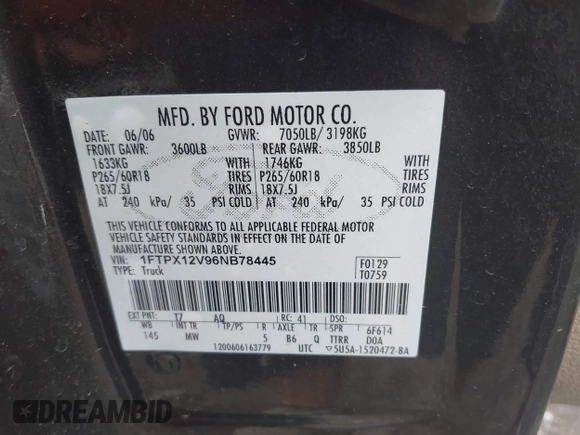 MFD. BY FORD MOTOR CO.
DATE: 06/06 GVWR: 7050LB/ 3198KG
FRONT GAWR: 3600LB REAR GAWR: 3850LB
1633KG WITH 1746KG WITH
P265/60R18 TIRES P265/60R18 TIRES
18X7.5J RIMS 18X7.5J RIMS
AT 240 kPa/ 35 PSI COLD AT 240 kPa/ 35 PSI COLD
THIS VEHICLE CONFORMS TO ALL APPLICABLE FEDERAL MOTOR
VEHICLE SAFETY STANDARDS IN EFFECT ON THE DATE OF
MANUFACTURE SHOWN ABOVE.
VIN: 1FTPX12V96NB78445 F0129
TYPE: Truck T0759
EXT PNT: T7 AQ RC: 41 DSO:
WB INT TR TP/PS R AXLE TR SPR 6F614
145 MW 5 B6 Q TTRR D0A
1200606163779 UTC ▽5U5A-1520472-BA
Ford
DREAMBID